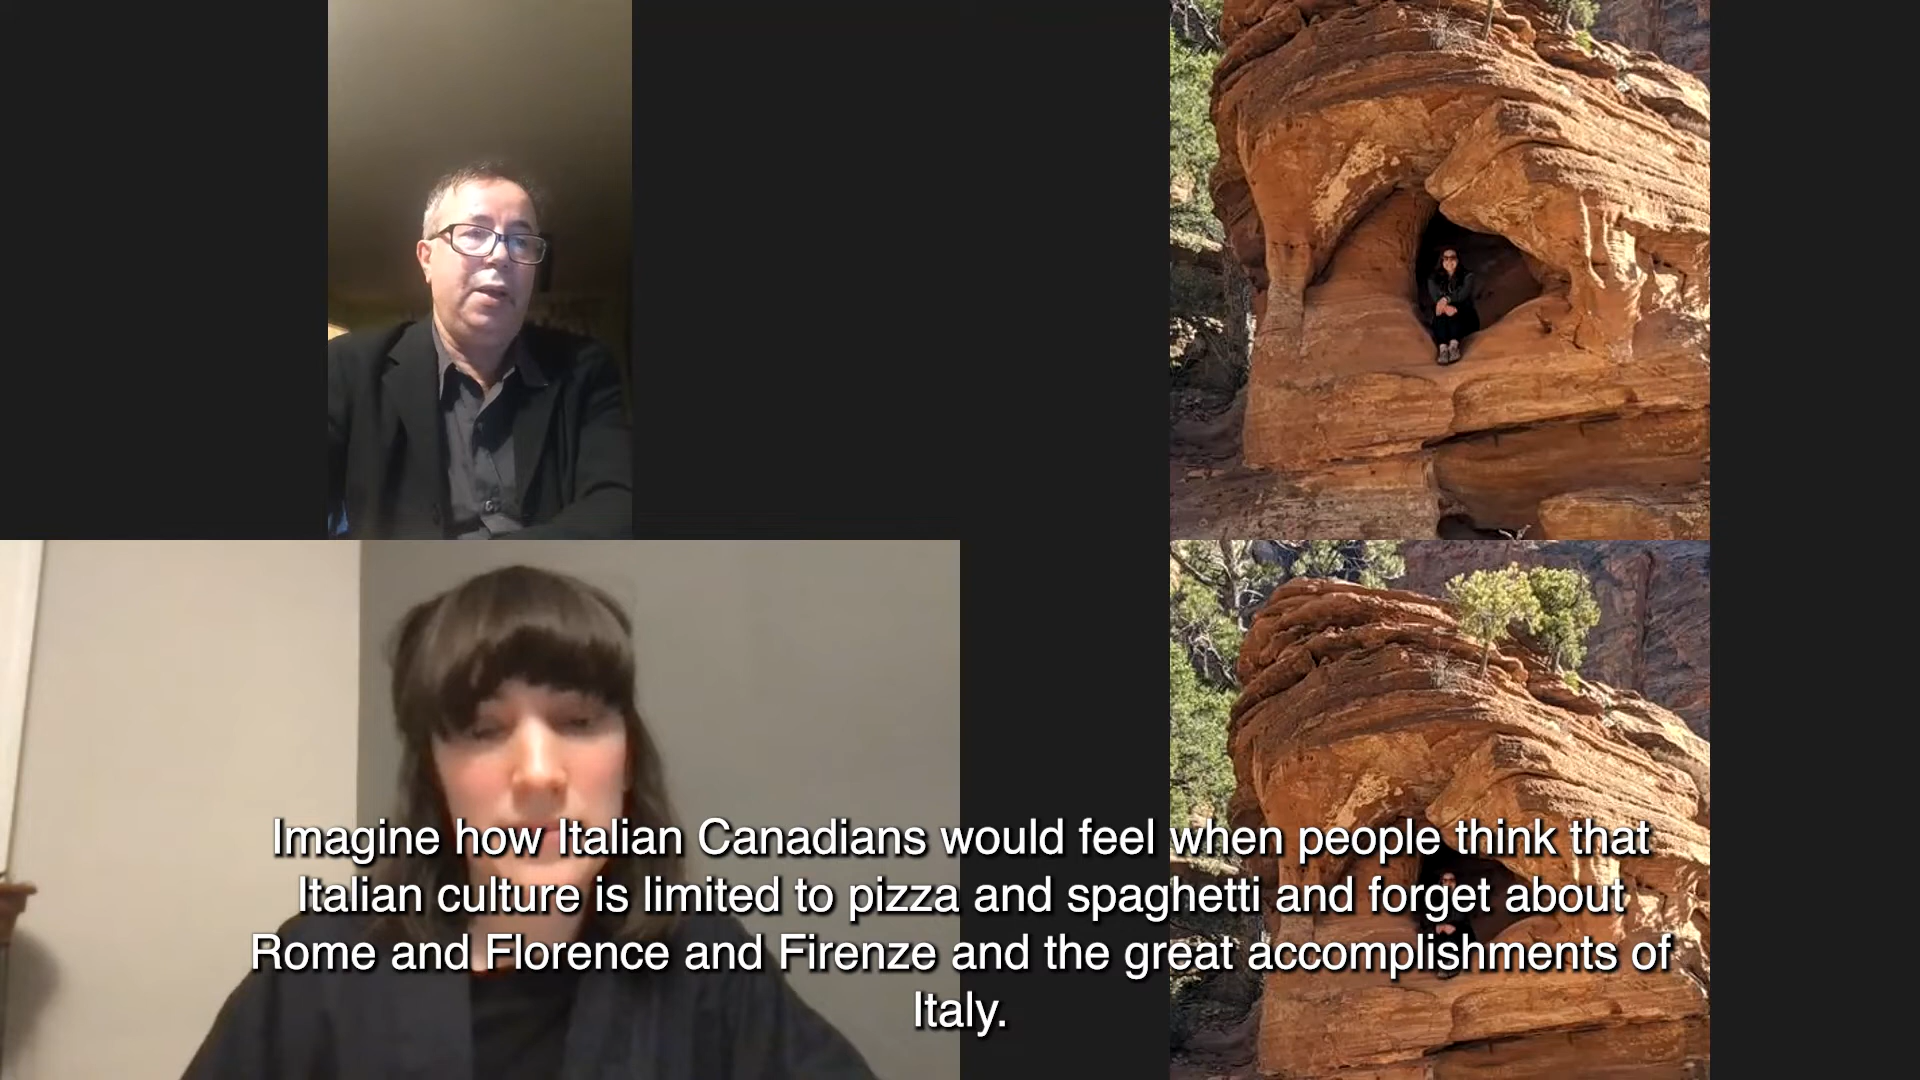 Imagine how Italian Canadians would feel when people think that
Italian culture is limited to pizza and spaghetti and forget about
Rome and Florence and Firenze and the great accomplishments of
Italy.